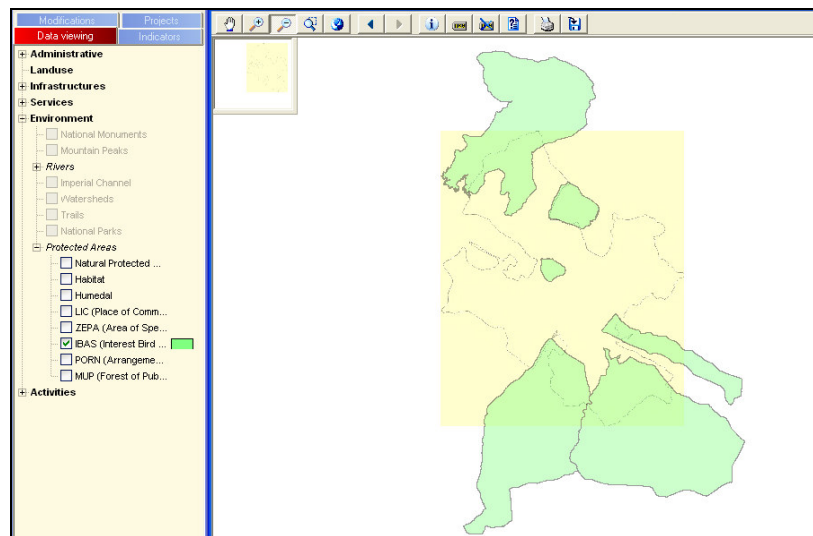 Modifications Projects
Data viewing Indicators
Administrative
Landuse
Infrastructures
Services
Environment
National Monuments
Mountain Peaks
Rivers
Imperial Channel
Watersheds
Trails
National Parks
Protected Areas
Natural Protected ...
Habitat
Humedal
LIC (Place of Comm...
ZEPA (Area of Spe...
IBAS (Interest Bird ...
PORN (Arrangeme...
MUP (Forest of Pub...
Activities